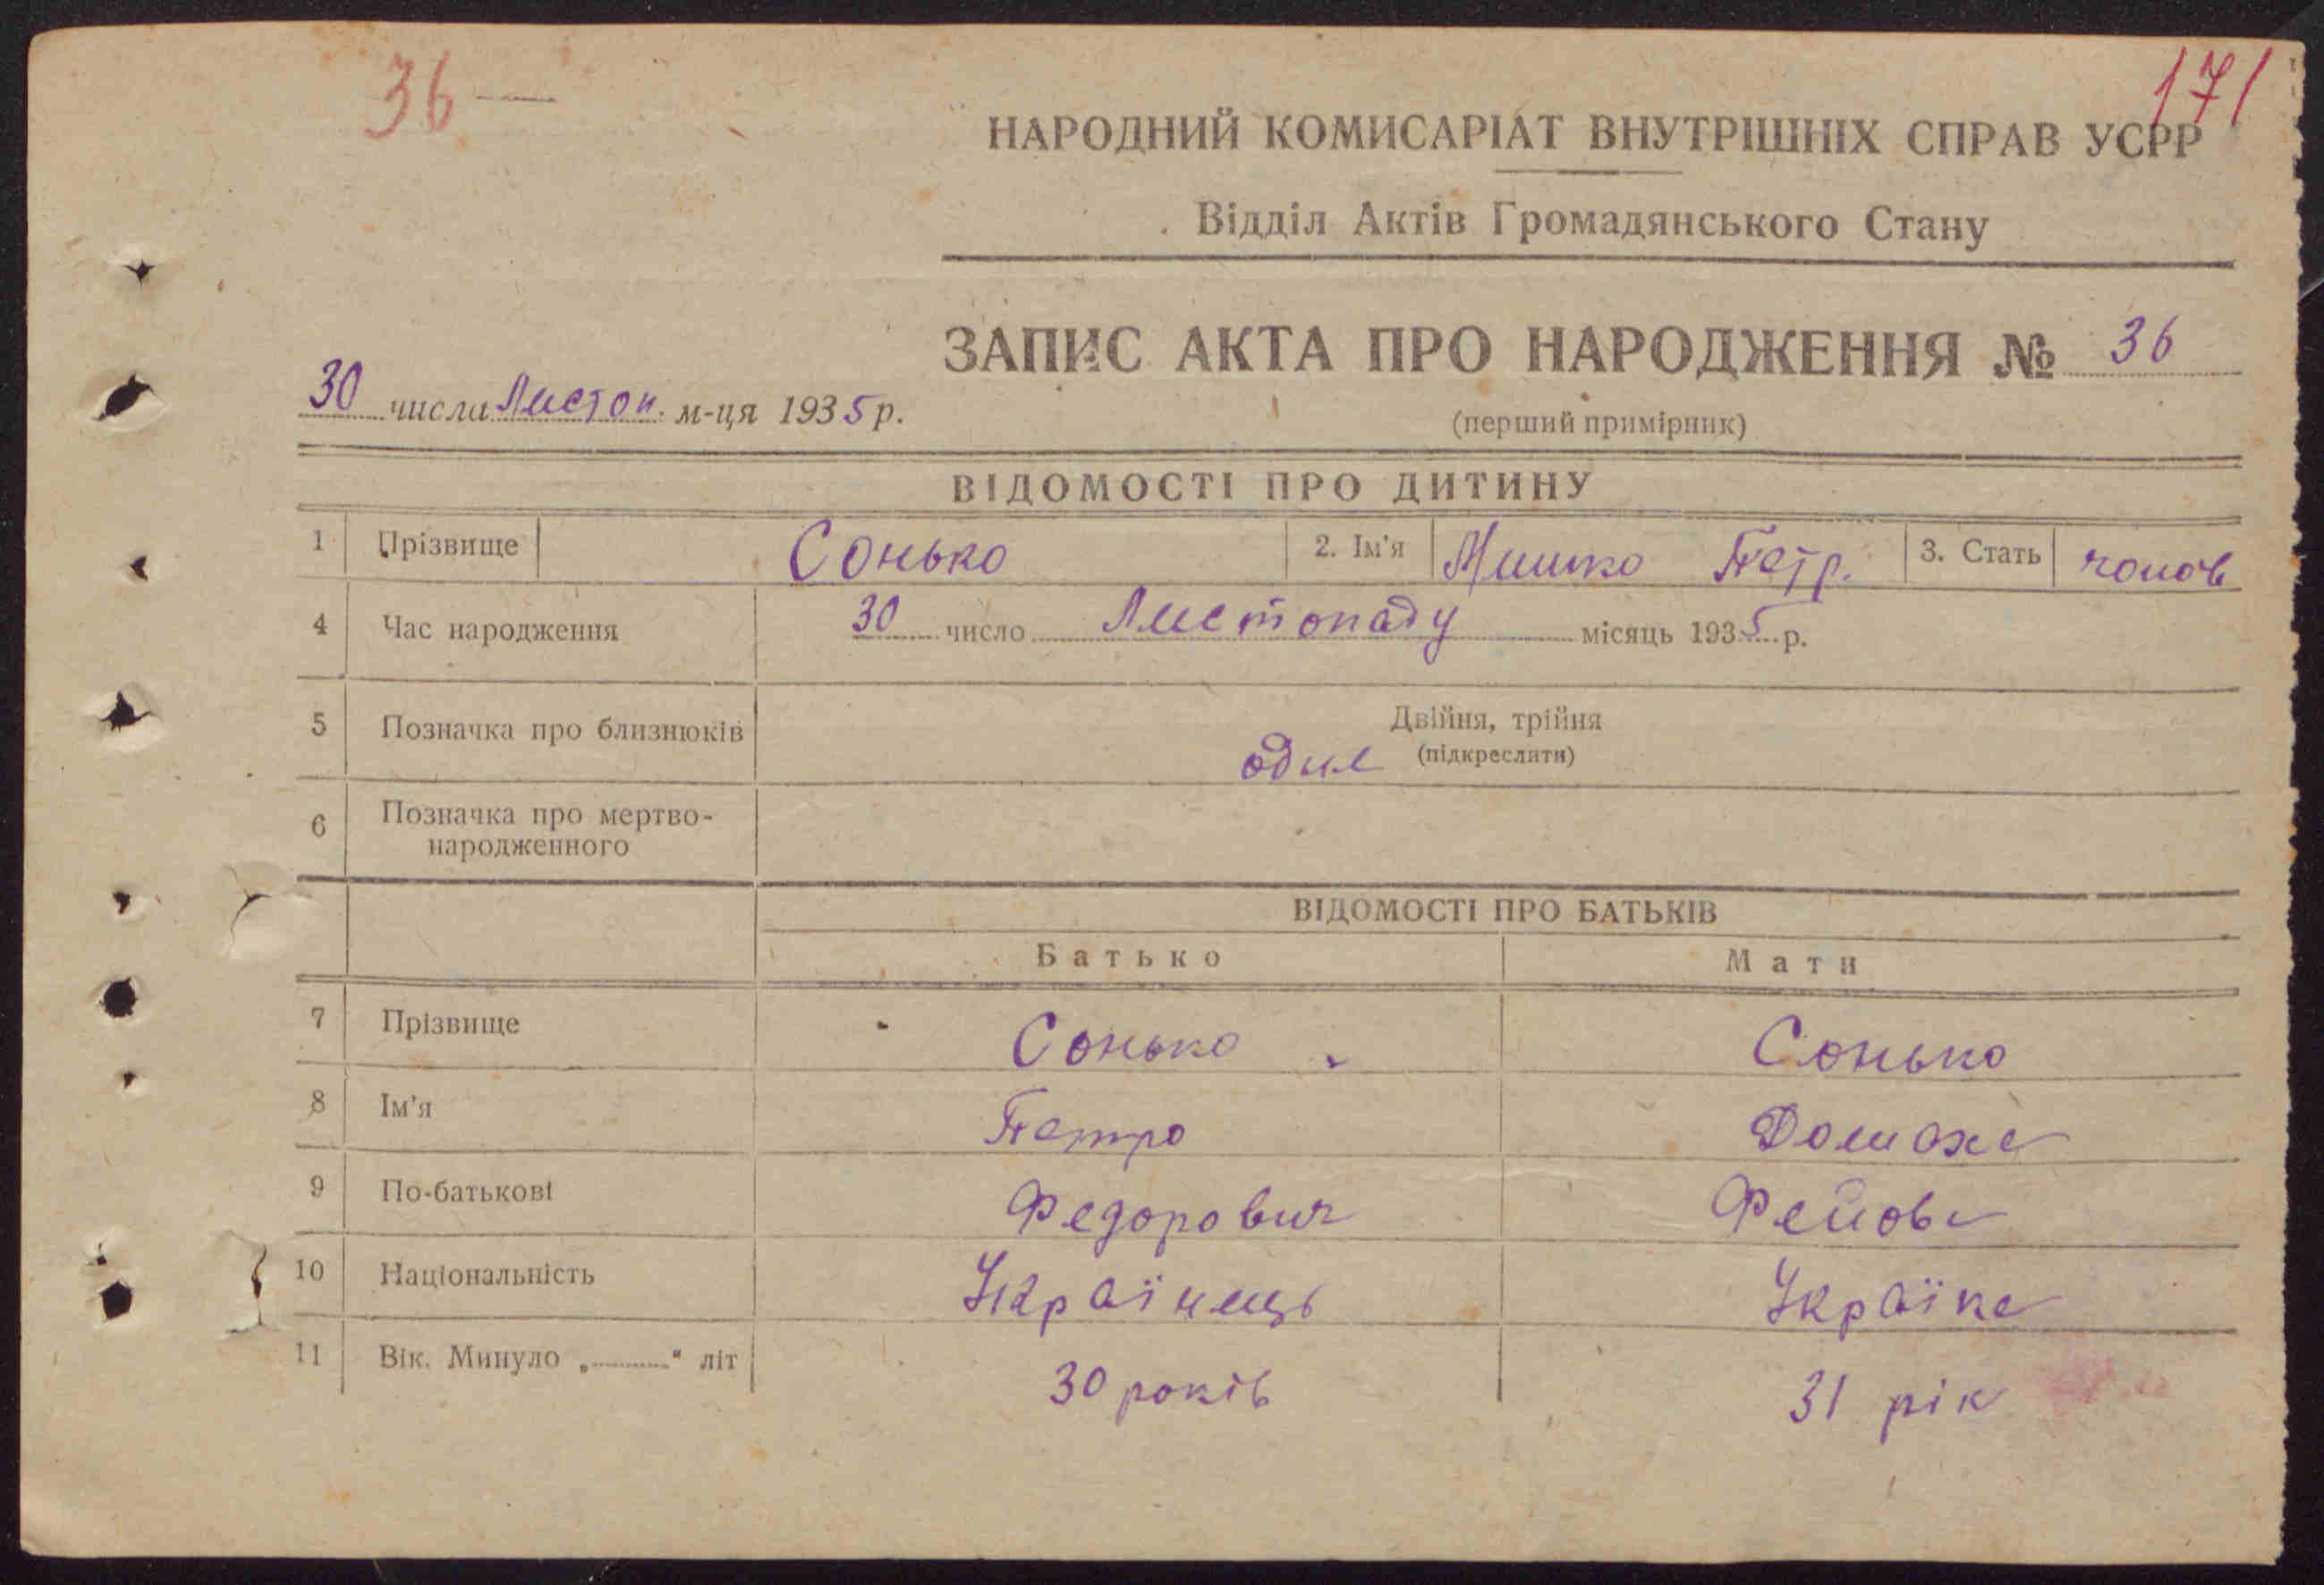 36
171
НАРОДНИЙ КОМИСАРІАТ ВНУТРІШНІХ СПРАВ УСРР
Відділ Актів Громадянського Стану
ЗАПИС АКТА ПРО НАРОДЖЕННЯ № 36
30 числа Листоп. м-ця 1935 р.
(перший примірник)
ВІДОМОСТІ ПРО ДИТИНУ
1 Прізвище Сонько 2. Ім'я Мишко Петр. 3. Стать чолов
4 Час народження 30 число Листопаду місяць 1935 р.
5 Позначка про близнюків Двійня, трійня
одне (підкреслити)
6 Позначка про мертво-
народженного
ВІДОМОСТІ ПРО БАТЬКІВ
Батько Мати
7 Прізвище Сонько Сонько
8 Ім'я Петро
9 По-батькові Федорович
10 Національність Українець Українка
11 Вік. Минуло „ “ літ 30 років 31 рік